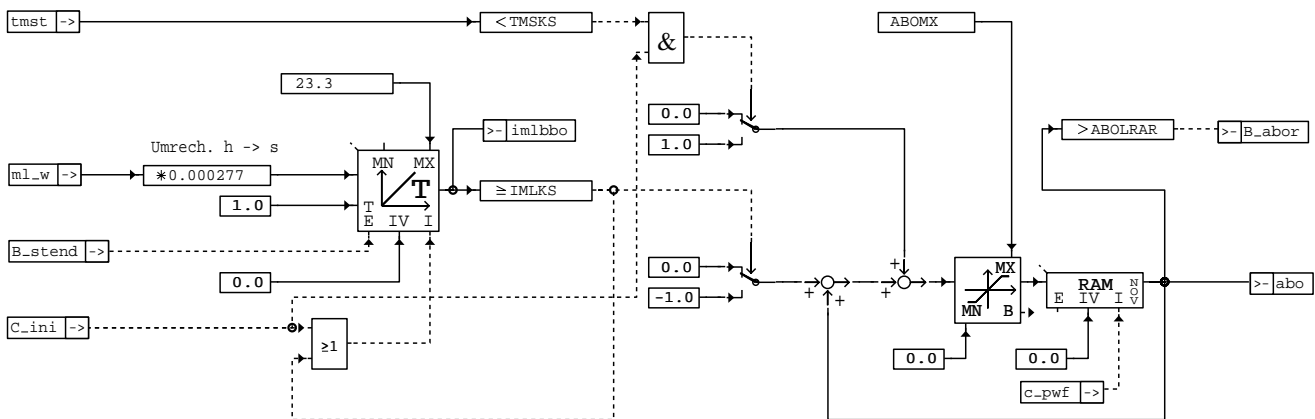 tmst ->
<TMSKS
&
ABOMX
23.3
0.0
1.0
>- imlbbo
>ABOLRAR
>- B_abor
Umrech. h -> s
ml_w ->
*0.000277
MN MX
T
T
E IV I
≥IMLKS
1.0
B_stend ->
0.0
0.0
-1.0
+
+
+
+
+
MX
MN
B
RAM
NOV
E IV I
>- abo
C_ini ->
≥1
0.0
0.0
c_pwf ->